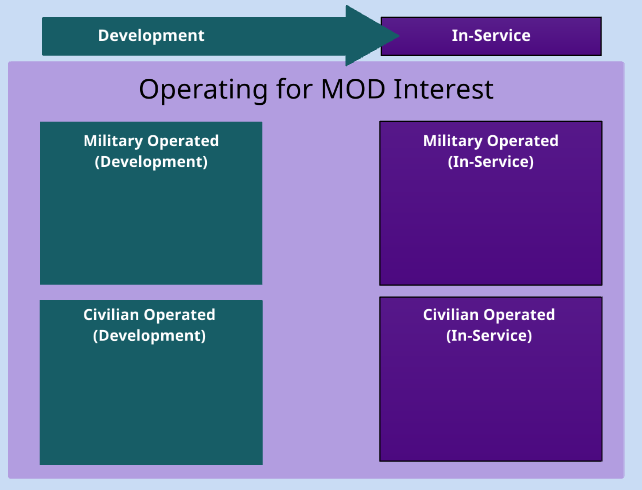 Development
In-Service
Operating for MOD Interest
Military Operated
(Development)
Military Operated
(In-Service)
Civilian Operated
(Development)
Civilian Operated
(In-Service)